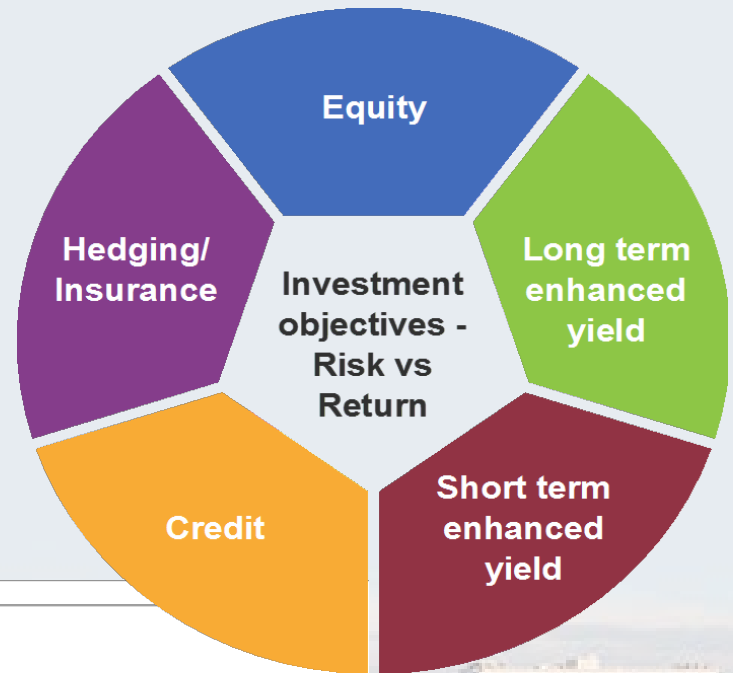 Equity
Long term
enhanced
yield
Short term
enhanced
yield
Credit
Hedging/
Insurance
Investment
objectives -
Risk vs
Return